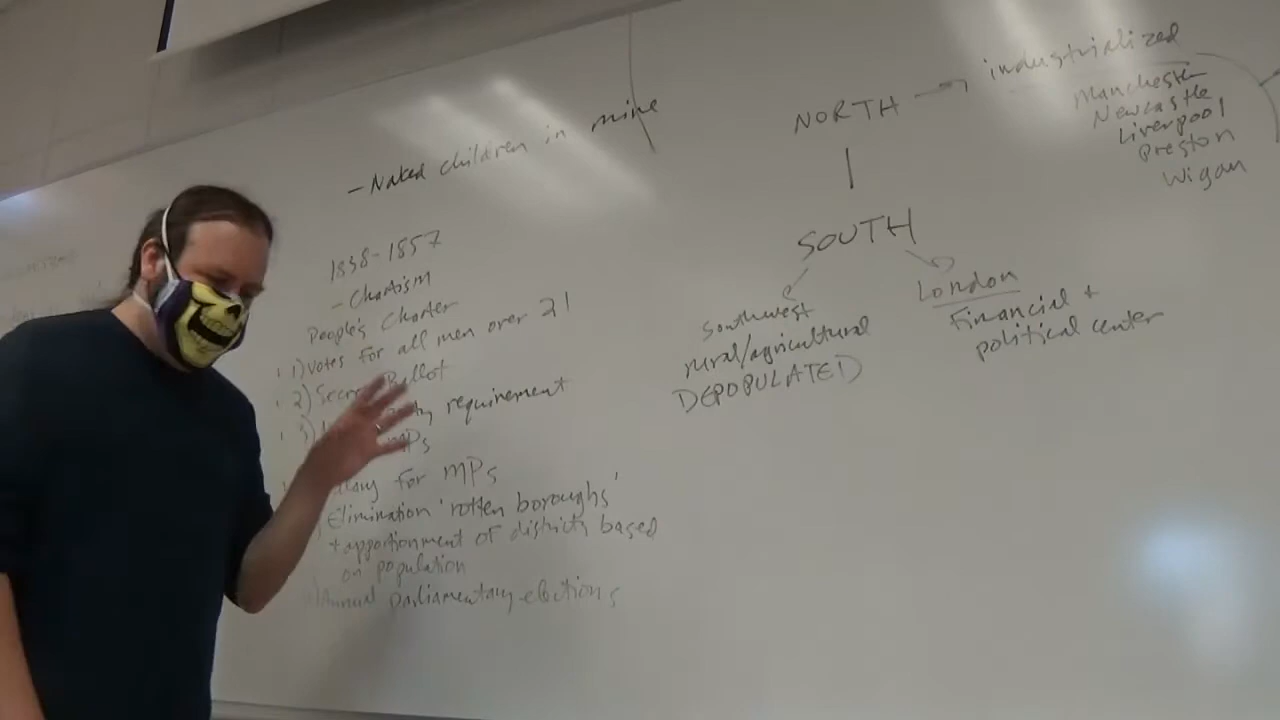 - Naked children in mine
1838-1857
- Chartism
People's Charter
1) Votes for all men over 21
2) Secret Ballot
3) requirement
MPs
for MPs
Elimination 'rotten boroughs'
+ apportionment of districts based
on population
Annual parliamentary elections
NORTH → industrialized
Manchester
Newcastle
Liverpool
Preston
Wigan
SOUTH
Southwest
rural/agricultural
DEPOPULATED
London
Financial +
political center